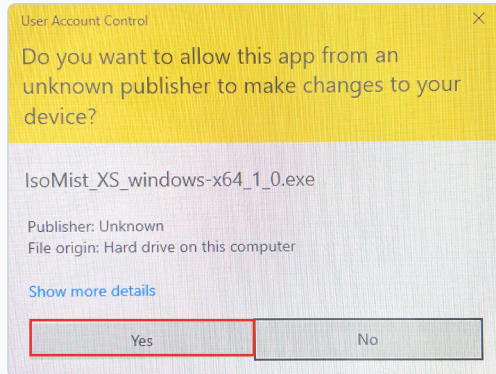 User Account Control
Do you want to allow this app from an
unknown publisher to make changes to your
device?
IsoMist_XS_windows-x64_1_0.exe
Publisher: Unknown
File origin: Hard drive on this computer
Show more details
Yes
No